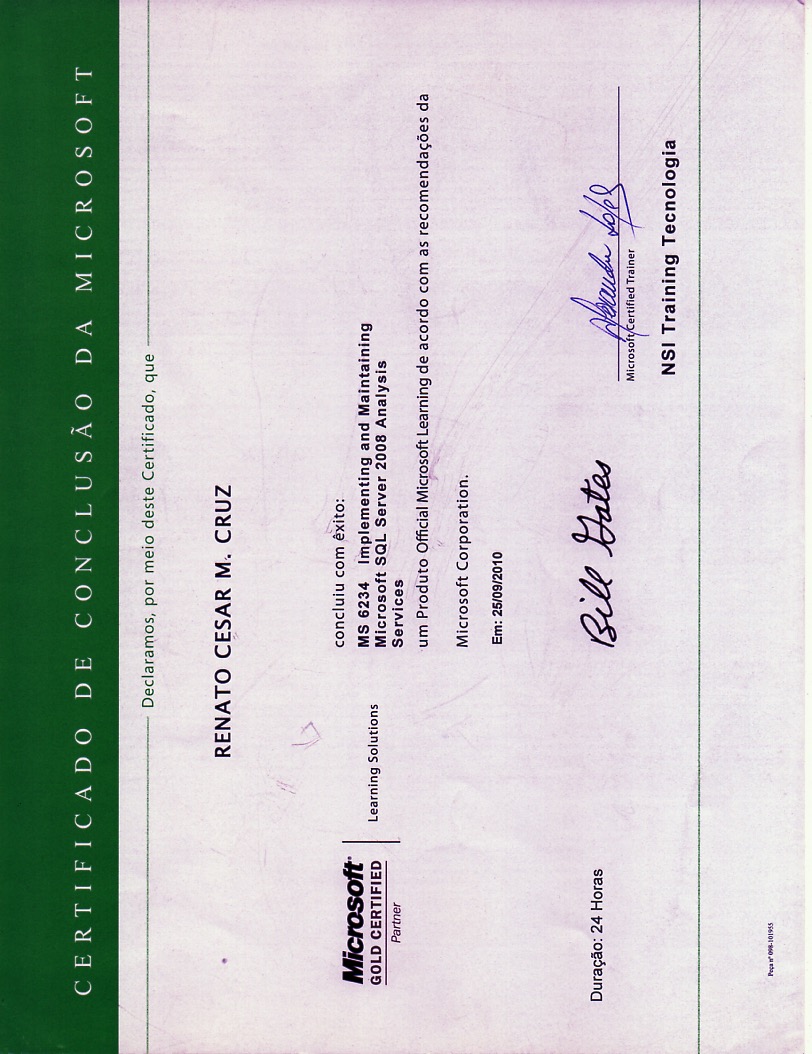 CERTIFICADO DE CONCLUSÃO DA MICROSOFT
Declaramos, por meio deste Certificado, que
RENATO CESAR M. CRUZ
Microsoft
GOLD CERTIFIED
Partner
Learning Solutions
concluiu com êxito:
MS 6234 Implementing and Maintaining
Microsoft SQL Server 2008 Analysis
Services
um Produto Official Microsoft Learning de acordo com as recomendações da
Microsoft Corporation.
Em: 25/09/2010
Duração: 24 Horas
Bill Gates
Alexandre Lopes
Microsoft Certified Trainer
NSI Training Tecnologia
Peça nº 098-101955